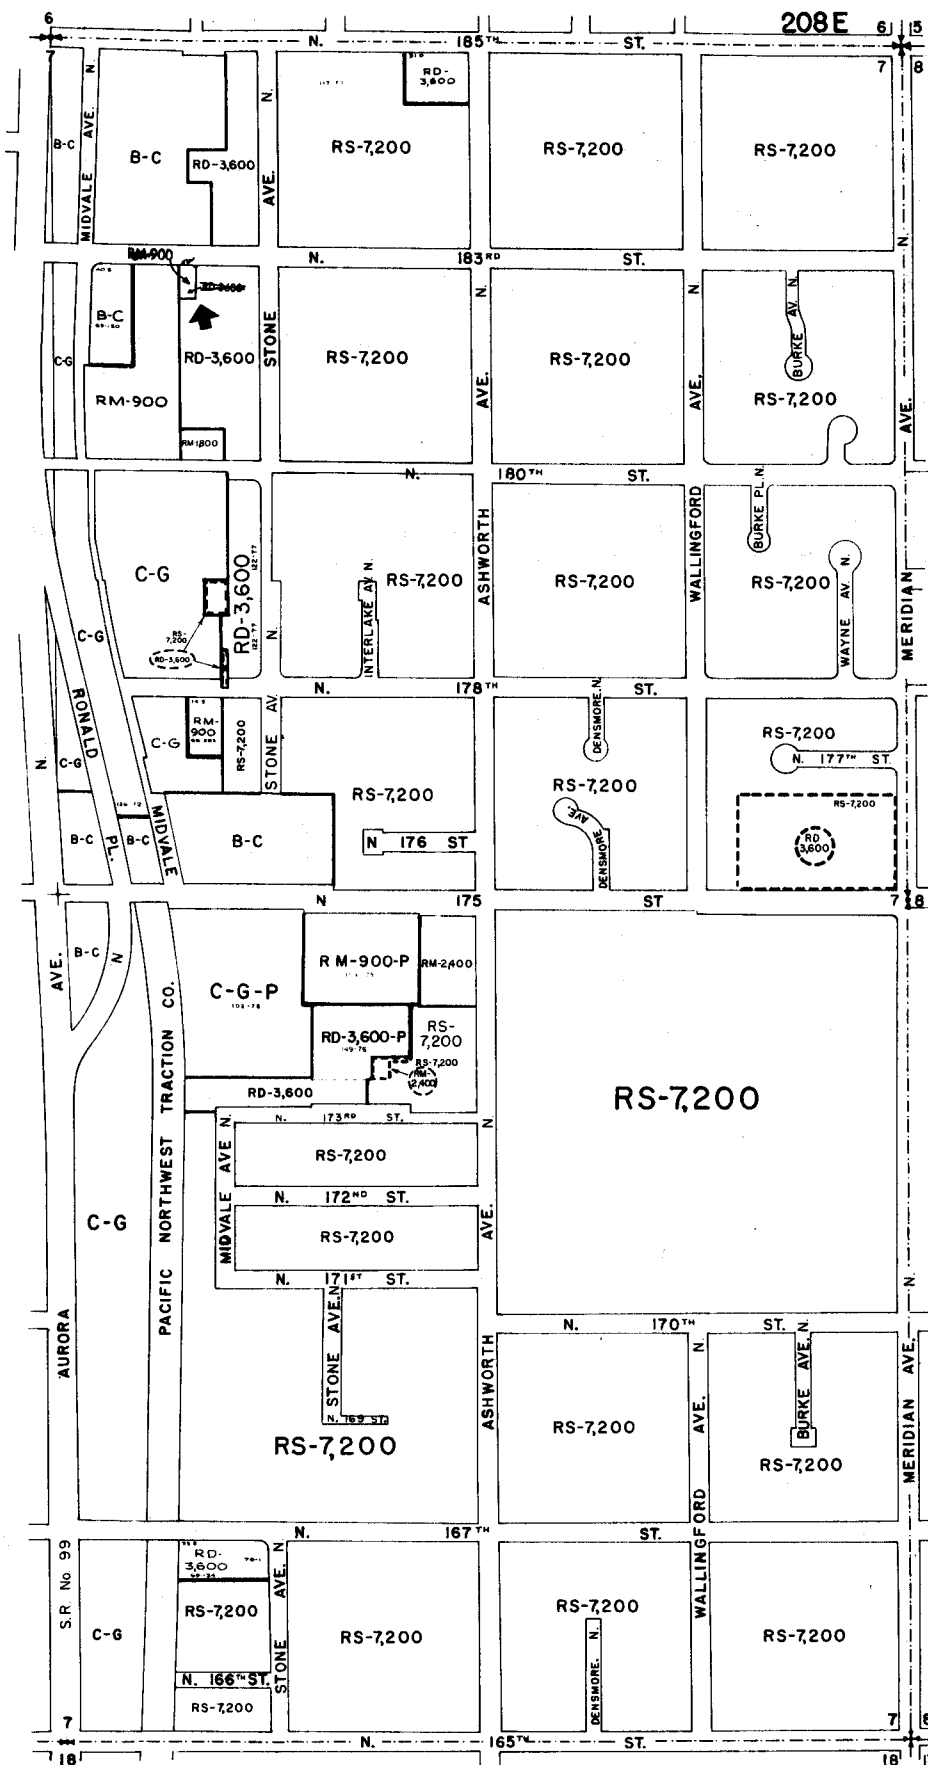 6
208E
6 5
N. 185TH ST.
7
7 8
MIDVALE AVE. N.
B-C
B-C
RD-3,600
STONE AVE. N.
RD-
3,600
RS-7,200
RS-7,200
RS-7,200
N. 183RD ST.
N.
RM-900
RD-3600
B-C
C-G
RD-3,600
RM-900
RM-1800
RS-7,200
ASHWORTH AVE. N.
RS-7,200
WALLINGFORD AVE. N.
BURKE AV. N.
RS-7,200
MERIDIAN AVE.
N. 180TH ST.
C-G
RD-3,600
122-77
122-77
RS-
7,200
RD-3,600
C-G
N.
INTERLAKE AV. N.
RS-7,200
RS-7,200
BURKE PL. N.
RS-7,200
WAYNE AV. N.
N. 178TH ST.
N.
RONALD PL.
C-G
C-G
RM-
900
RS-7,200
STONE AV.
RS-7,200
DENSMORE. N.
RS-7,200
DENSMORE AVE.
RS-7,200
N. 177TH ST.
RS-7,200
RD
3,600
B-C
B-C
MIDVALE
B-C
N 176 ST
N 175 ST
7 8
AVE.
B-C
N
C-G-P
RM-900-P
RM-2,400
RD-3,600-P
149-76
RS-
7,200
RS-7,200
RM-
2,400
RD-3,600
RS-7,200
N. 173RD ST.
N.
RS-7,200
MIDVALE AVE N.
N. 172ND ST.
RS-7,200
AVE.
N. 171ST ST.
C-G
PACIFIC NORTHWEST TRACTION CO.
AURORA
STONE AVE. N.
N. 169 ST.
RS-7,200
ASHWORTH
N. 170TH ST.
N.
RS-7,200
WALLINGFORD AVE. N.
BURKE AVE. N.
RS-7,200
MERIDIAN AVE.
N. 167TH ST.
S.R. No. 99
C-G
RD-
3,600
RS-7,200
N. 166TH ST.
RS-7,200
STONE AVE. N.
RS-7,200
RS-7,200
DENSMORE. N.
RS-7,200
7
7 8
N. 165TH ST.
18
18